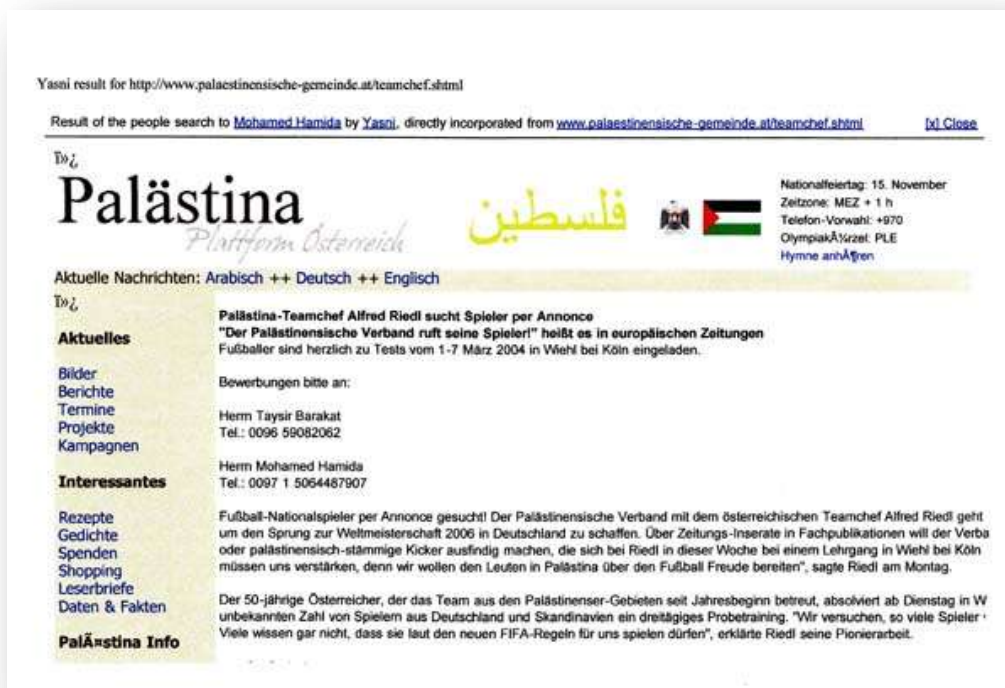 Yasni result for http://www.palaestinensische-gemeinde.at/teamchef.shtml
Result of the people search to Mohamed Hamida by Yasni, directly incorporated from www.palaestinensische-gemeinde.at/teamchef.shtml [x] Close
ï»¿
Palästina
Plattform Österreich
فلسطين
Nationalfeiertag: 15. November
Zeitzone: MEZ + 1 h
Telefon-Vorwahl: +970
OlympiakÃ¼rzel: PLE
Hymne anhÃ¶ren
Aktuelle Nachrichten: Arabisch ++ Deutsch ++ Englisch
ï»¿
Aktuelles
Bilder
Berichte
Termine
Projekte
Kampagnen
Interessantes
Rezepte
Gedichte
Spenden
Shopping
Leserbriefe
Daten & Fakten
PalÃ¤stina Info
Palästina-Teamchef Alfred Riedl sucht Spieler per Annonce
"Der Palästinensische Verband ruft seine Spieler!" heißt es in europäischen Zeitungen
Fußballer sind herzlich zu Tests vom 1-7 März 2004 in Wiehl bei Köln eingeladen.
Bewerbungen bitte an:
Herrn Taysir Barakat
Tel.: 0096 59082062
Herrn Mohamed Hamida
Tel.: 0097 1 5064487907
Fußball-Nationalspieler per Annonce gesucht! Der Palästinensische Verband mit dem österreichischen Teamchef Alfred Riedl geht
um den Sprung zur Weltmeisterschaft 2006 in Deutschland zu schaffen. Über Zeitungs-Inserate in Fachpublikationen will der Verba
oder palästinensisch-stämmige Kicker ausfindig machen, die sich bei Riedl in dieser Woche bei einem Lehrgang in Wiehl bei Köln
müssen uns verstärken, denn wir wollen den Leuten in Palästina über den Fußball Freude bereiten", sagte Riedl am Montag.
Der 50-jährige Österreicher, der das Team aus den Palästinenser-Gebieten seit Jahresbeginn betreut, absolviert ab Dienstag in W
unbekannten Zahl von Spielern aus Deutschland und Skandinavien ein dreitägiges Probetraining. "Wir versuchen, so viele Spieler
Viele wissen gar nicht, dass sie laut den neuen FIFA-Regeln für uns spielen dürfen", erklärte Riedl seine Pionierarbeit.